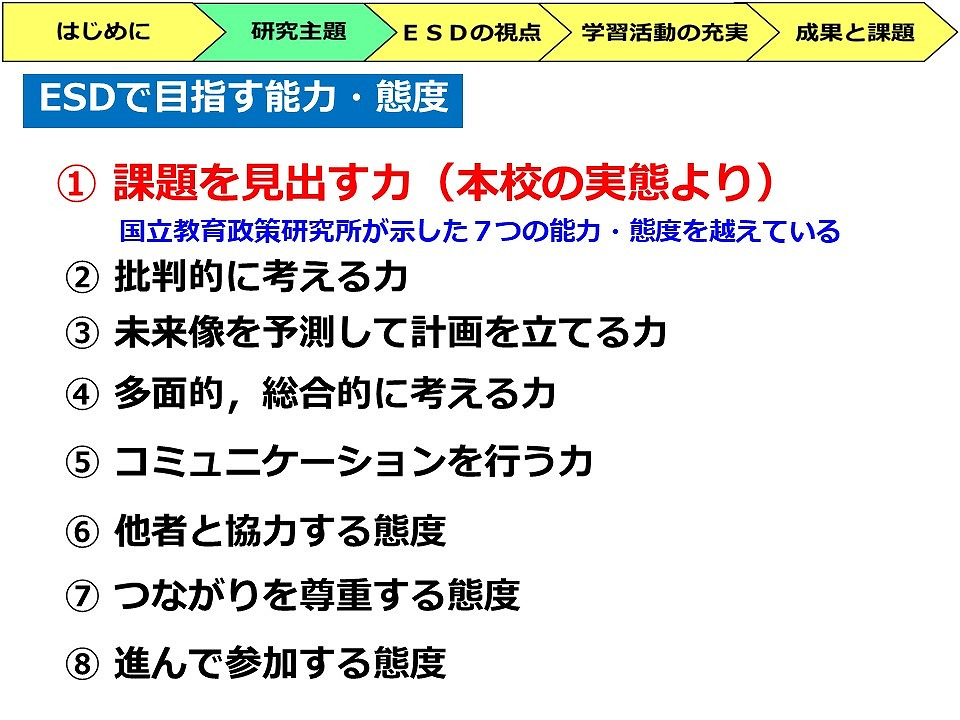 はじめに
研究主題
ＥＳＤの視点
学習活動の充実
成果と課題
ESDで目指す能力・態度
① 課題を見出す力（本校の実態より）
国立教育政策研究所が示した７つの能力・態度を越えている
② 批判的に考える力
③ 未来像を予測して計画を立てる力
④ 多面的，総合的に考える力
⑤ コミュニケーションを行う力
⑥ 他者と協力する態度
⑦ つながりを尊重する態度
⑧ 進んで参加する態度